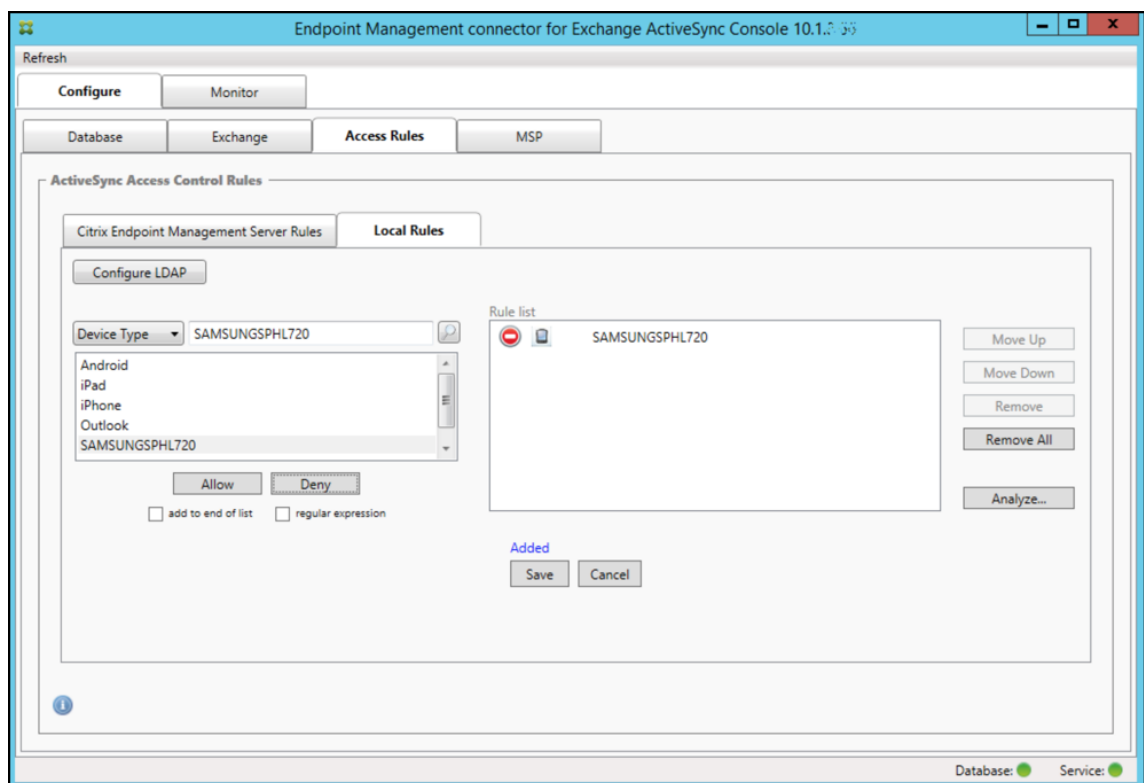 Endpoint Management connector for Exchange ActiveSync Console 10.1.
Refresh
Configure Monitor
Database Exchange Access Rules MSP
ActiveSync Access Control Rules
Citrix Endpoint Management Server Rules Local Rules
Configure LDAP
Rule list
Device Type SAMSUNGSPHL720
SAMSUNGSPHL720
Move Up
Android
iPad
iPhone
Outlook
SAMSUNGSPHL720
Move Down
Remove
Remove All
Allow Deny
Analyze...
add to end of list regular expression
Added
Save Cancel
Database: Service: